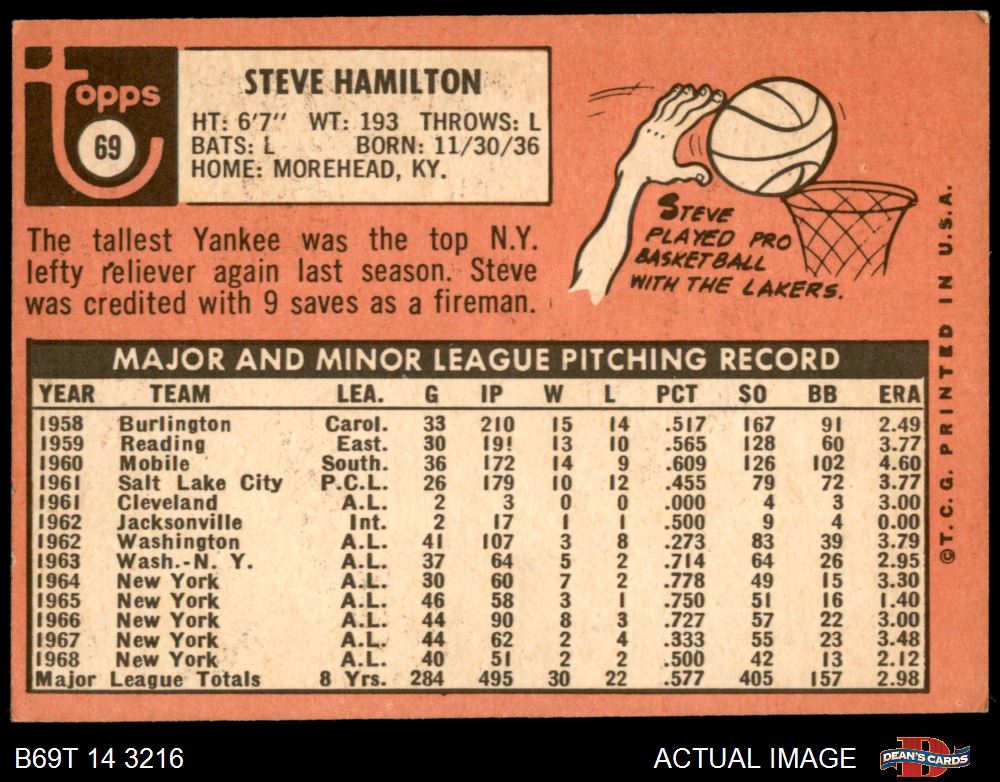 Topps
69
STEVE HAMILTON
HT: 6'7" WT: 193 THROWS: L
BATS: L BORN: 11/30/36
HOME: MOREHEAD, KY.
The tallest Yankee was the top N.Y.
lefty reliever again last season. Steve
was credited with 9 saves as a fireman.
STEVE
PLAYED PRO
BASKETBALL
WITH THE LAKERS.
MAJOR AND MINOR LEAGUE PITCHING RECORD
YEAR TEAM LEA. G IP W L PCT SO BB ERA
1958 Burlington Carol. 33 210 15 14 .517 167 91 2.49
1959 Reading East. 30 191 13 10 .565 128 60 3.77
1960 Mobile South. 36 172 14 9 .609 126 102 4.60
1961 Salt Lake City P.C.L. 26 179 10 12 .455 79 72 3.77
1961 Cleveland A.L. 2 3 0 0 .000 4 3 3.00
1962 Jacksonville Int. 2 17 1 1 .500 9 4 0.00
1962 Washington A.L. 41 107 3 8 .273 83 39 3.79
1963 Wash.-N. Y. A.L. 37 64 5 2 .714 64 26 2.95
1964 New York A.L. 30 60 7 2 .778 49 15 3.30
1965 New York A.L. 46 58 3 1 .750 51 16 1.40
1966 New York A.L. 44 90 8 3 .727 57 22 3.00
1967 New York A.L. 44 62 2 4 .333 55 23 3.48
1968 New York A.L. 40 51 2 2 .500 42 13 2.12
Major League Totals 8 Yrs. 284 495 30 22 .577 405 157 2.98
©T.C.G. PRINTED IN U.S.A.
B69T 14 3216
ACTUAL IMAGE
D
DEAN'S CARDS